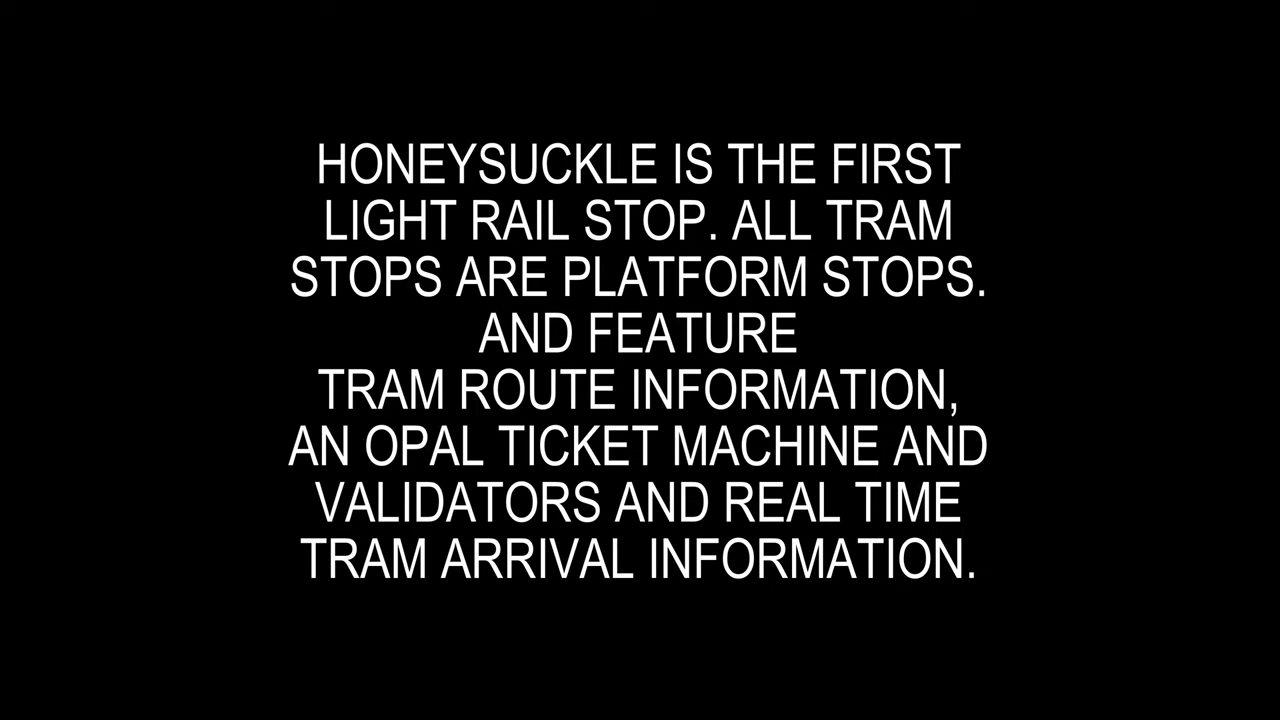 HONEYSUCKLE IS THE FIRST
LIGHT RAIL STOP. ALL TRAM
STOPS ARE PLATFORM STOPS.
AND FEATURE
TRAM ROUTE INFORMATION,
AN OPAL TICKET MACHINE AND
VALIDATORS AND REAL TIME
TRAM ARRIVAL INFORMATION.